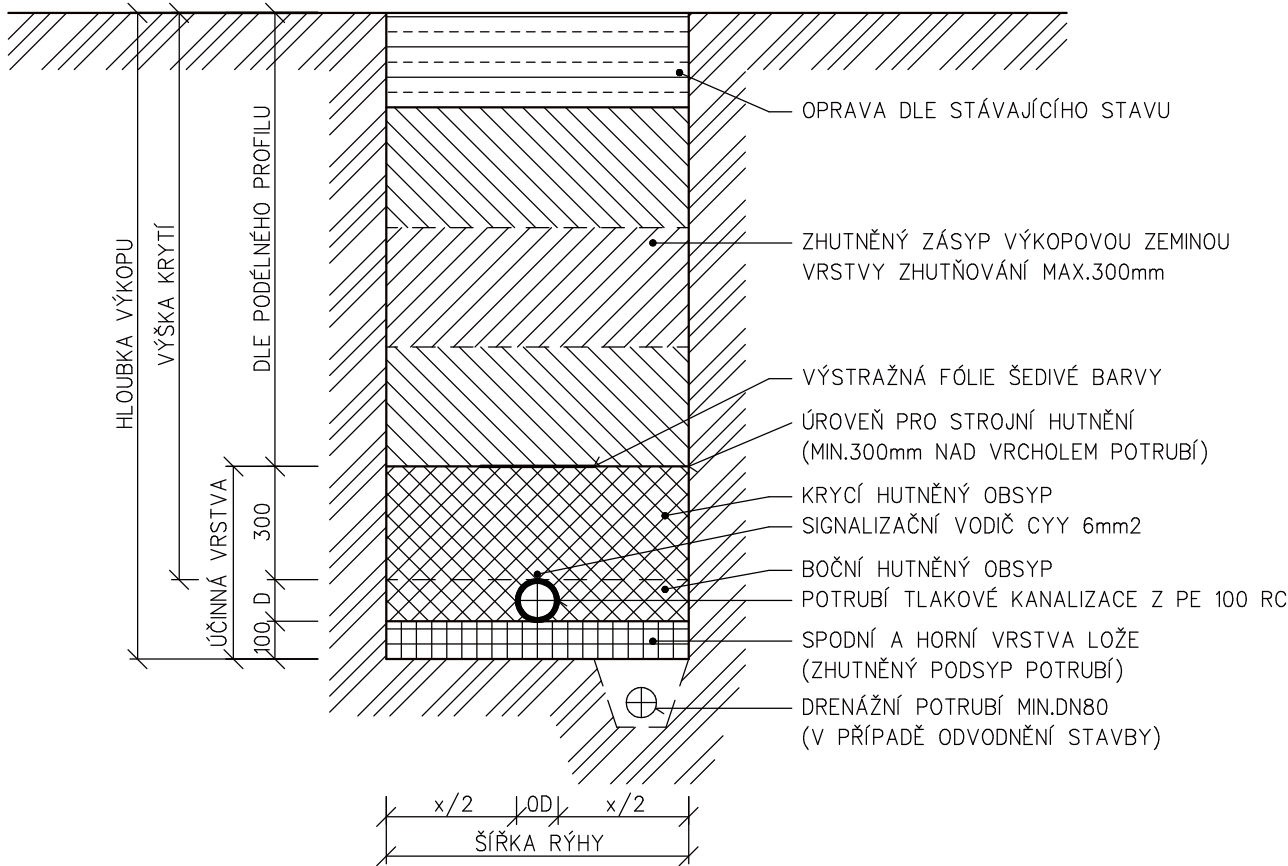 OPRAVA DLE STÁVAJÍCÍHO STAVU
ZHUTNĚNÝ ZÁSYP VÝKOPOVOU ZEMINOU
VRSTVY ZHUTŇOVÁNÍ MAX.300mm
VÝSTRAŽNÁ FÓLIE ŠEDIVÉ BARVY
ÚROVEŇ PRO STROJNÍ HUTNĚNÍ
(MIN.300mm NAD VRCHOLEM POTRUBÍ)
KRYCÍ HUTNĚNÝ OBSYP
SIGNALIZAČNÍ VODIČ CYY 6mm2
BOČNÍ HUTNĚNÝ OBSYP
POTRUBÍ TLAKOVÉ KANALIZACE Z PE 100 RC
SPODNÍ A HORNÍ VRSTVA LOŽE
(ZHUTNĚNÝ PODSYP POTRUBÍ)
DRENÁŽNÍ POTRUBÍ MIN.DN80
(V PŘÍPADĚ ODVODNĚNÍ STAVBY)
HLOUBKA VÝKOPU
VÝŠKA KRYTÍ
DLE PODÉLNÉHO PROFILU
ÚČINNÁ VRSTVA
300
D
100
x/2
OD
x/2
ŠÍŘKA RÝHY